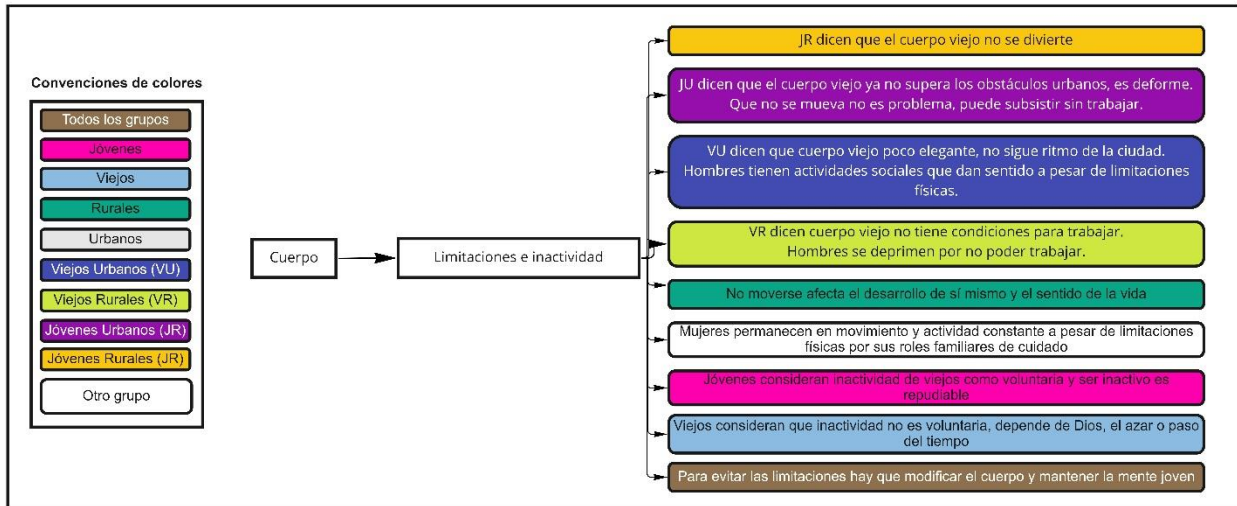 Convenciones de colores
Todos los grupos
Jóvenes
Viejos
Rurales
Urbanos
Viejos Urbanos (VU)
Viejos Rurales (VR)
Jóvenes Urbanos (JR)
Jóvenes Rurales (JR)
Otro grupo
Cuerpo
Limitaciones e inactividad
JR dicen que el cuerpo viejo no se divierte
JU dicen que el cuerpo viejo ya no supera los obstáculos urbanos, es deforme.
Que no se mueva no es problema, puede subsistir sin trabajar.
VU dicen que cuerpo viejo poco elegante, no sigue ritmo de la ciudad.
Hombres tienen actividades sociales que dan sentido a pesar de limitaciones
físicas.
VR dicen cuerpo viejo no tiene condiciones para trabajar.
Hombres se deprimen por no poder trabajar.
No moverse afecta el desarrollo de sí mismo y el sentido de la vida
Mujeres permanecen en movimiento y actividad constante a pesar de limitaciones
físicas por sus roles familiares de cuidado
Jóvenes consideran inactividad de viejos como voluntaria y ser inactivo es
repudiable
Viejos consideran que inactividad no es voluntaria, depende de Dios, el azar o paso
del tiempo
Para evitar las limitaciones hay que modificar el cuerpo y mantener la mente joven